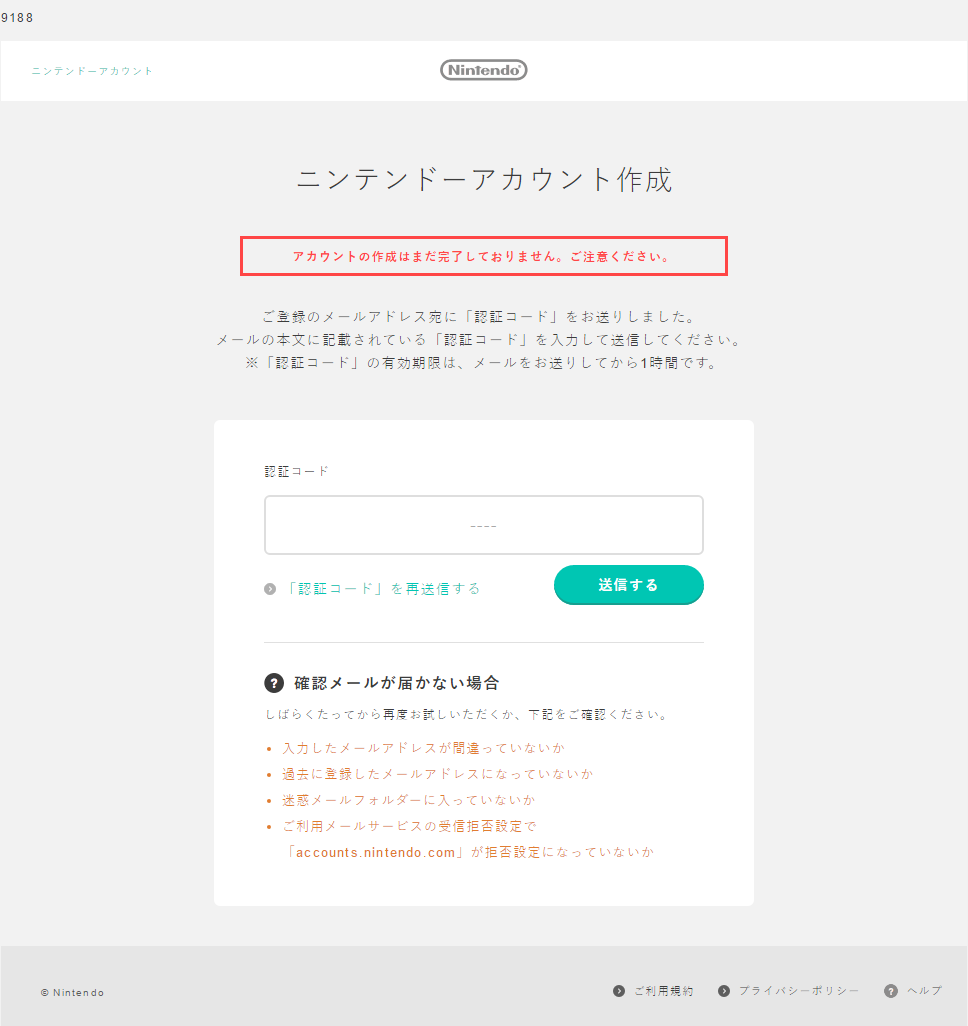 9188
ニンテンドーアカウント
Nintendo
ニンテンドーアカウント作成
アカウントの作成はまだ完了しておりません。ご注意ください。
ご登録のメールアドレス宛に「認証コード」をお送りしました。
メールの本文に記載されている「認証コード」を入力して送信してください。
※「認証コード」の有効期限は、メールをお送りしてから1時間です。
認証コード
----
「認証コード」を再送信する
送信する
確認メールが届かない場合
しばらくたってから再度お試しいただくか、下記をご確認ください。
• 入力したメールアドレスが間違っていないか
• 過去に登録したメールアドレスになっていないか
• 迷惑メールフォルダーに入っていないか
• ご利用メールサービスの受信拒否設定で
「accounts.nintendo.com」が拒否設定になっていないか
© Nintendo
ご利用規約
プライバシーポリシー
ヘルプ